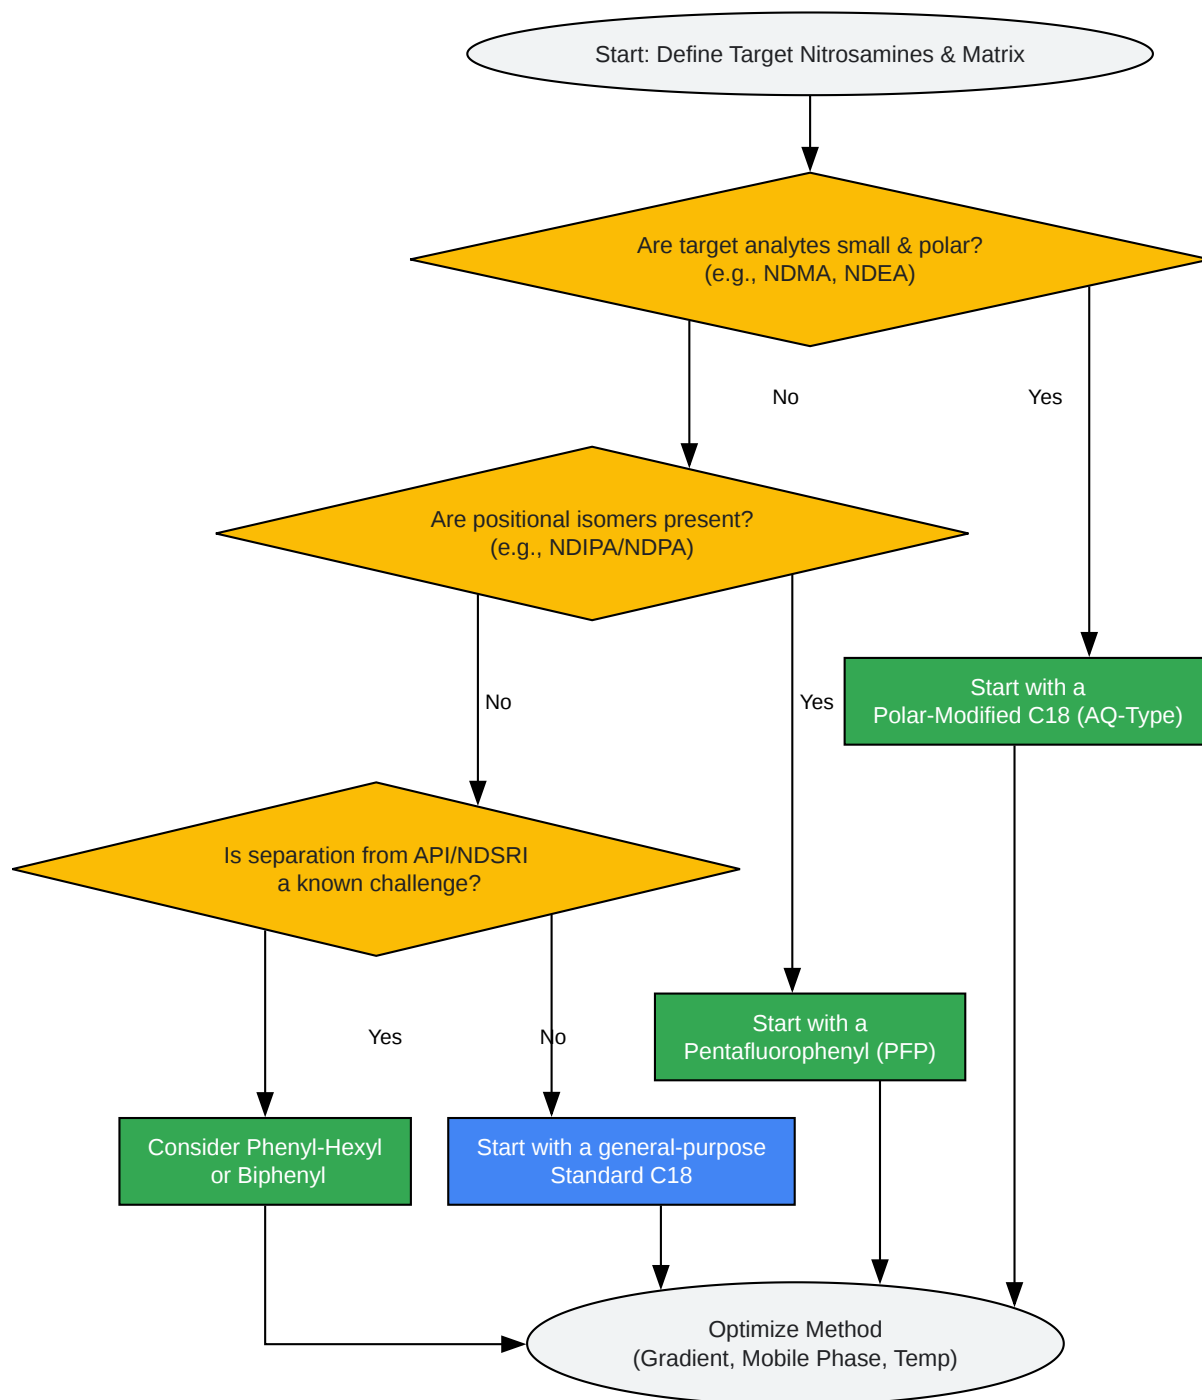 Start: Define Target Nitrosamines & Matrix
Are target analytes small & polar?
(e.g., NDMA, NDEA)
No
Yes
Are positional isomers present?
(e.g., NDIPA/NDPA)
No
Yes
Start with a
Polar-Modified C18 (AQ-Type)
Is separation from API/NDSRI
a known challenge?
Yes
No
Start with a
Pentafluorophenyl (PFP)
Consider Phenyl-Hexyl
or Biphenyl
Start with a general-purpose
Standard C18
Optimize Method
(Gradient, Mobile Phase, Temp)